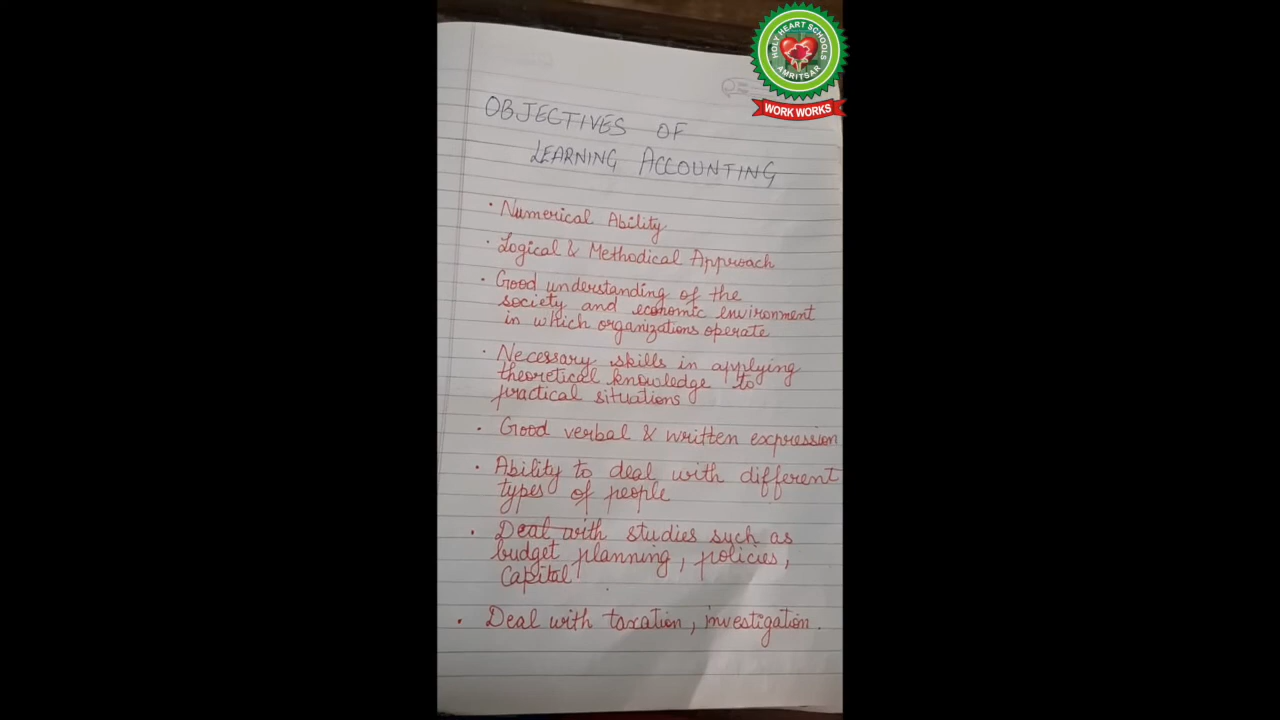 HOLY HEART SCHOOLS
AMRITSAR
WORK WORKS
OBJECTIVES OF
LEARNING ACCOUNTING
· Numerical Ability
· Logical & Methodical Approach
· Good understanding of the
society and economic environment
in which organizations operate
· Necessary skills in applying
theoretical knowledge to
practical situations
· Good verbal & written expression
· Ability to deal with different
types of people
· Deal with studies such as
budget planning, policies,
Capital
· Deal with taxation, investigation.